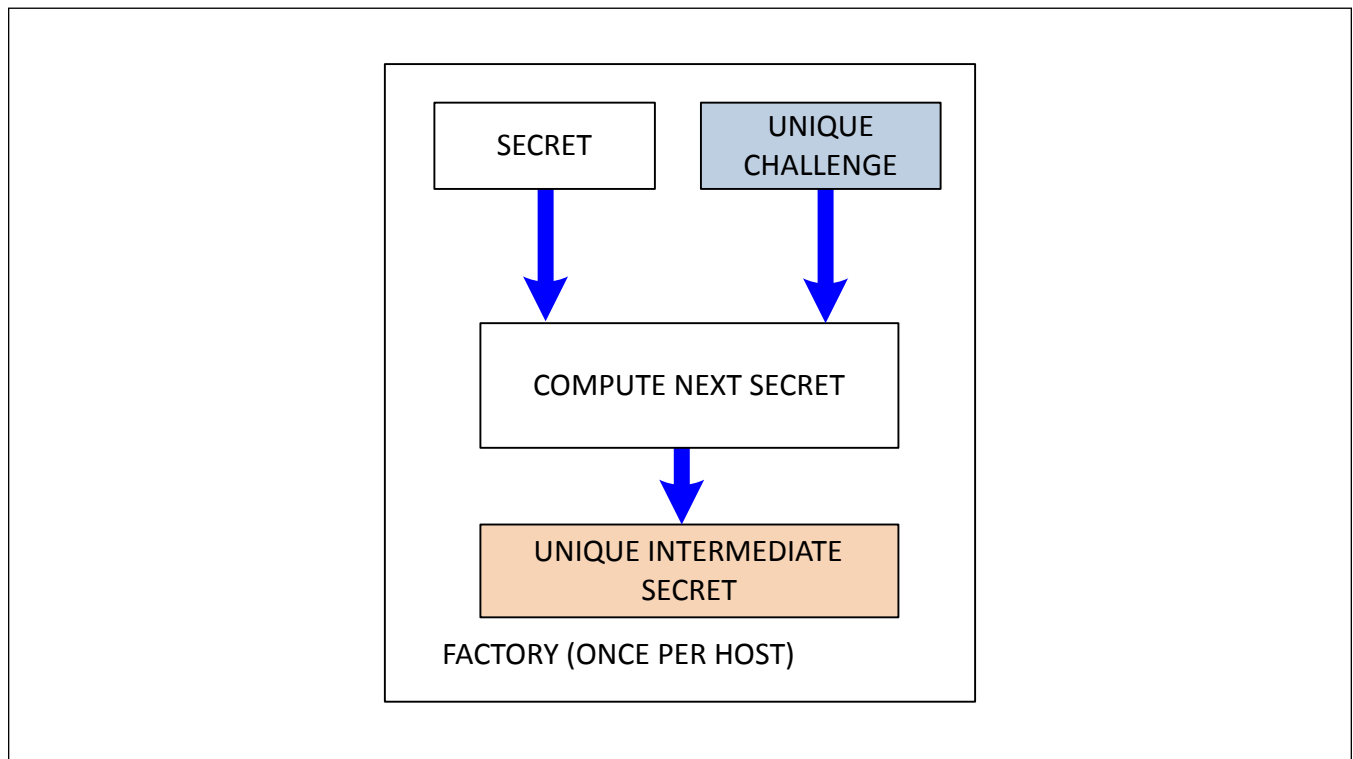 SECRET
UNIQUE
CHALLENGE
COMPUTE NEXT SECRET
UNIQUE INTERMEDIATE
SECRET
FACTORY (ONCE PER HOST)